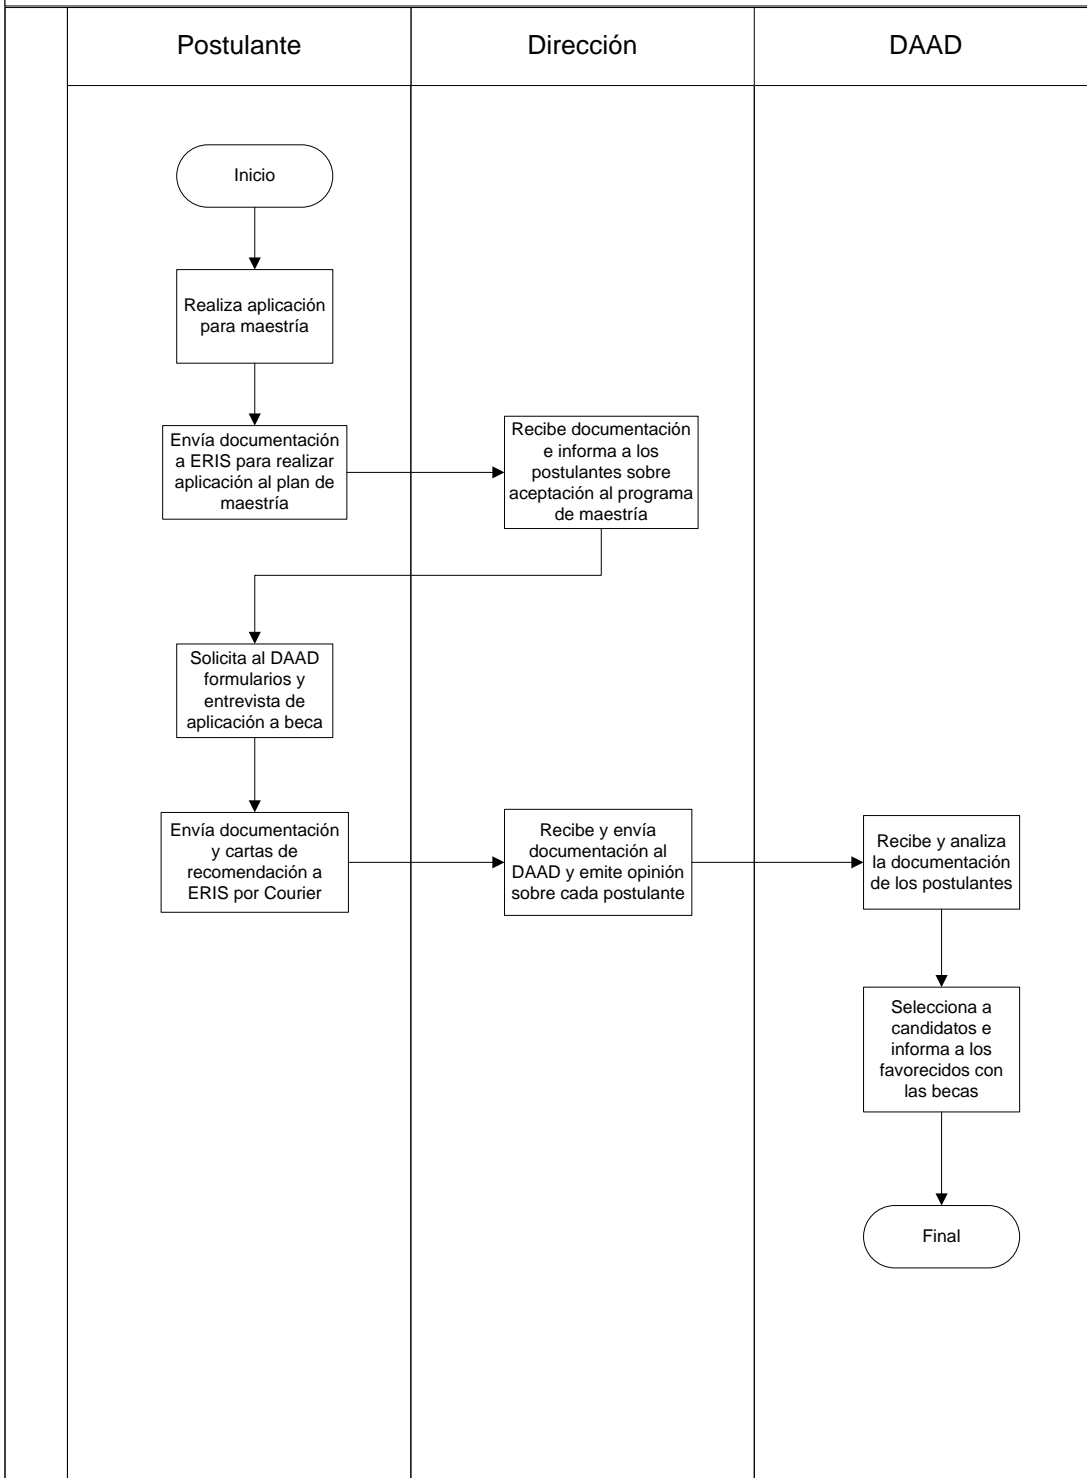 Postulante
Dirección
DAAD
Inicio
Realiza aplicación
para maestría
Envía documentación
a ERIS para realizar
aplicación al plan de
maestría
Recibe documentación
e informa a los
postulantes sobre
aceptación al programa
de maestría
Solicita al DAAD
formularios y
entrevista de
aplicación a beca
Envía documentación
y cartas de
recomendación a
ERIS por Courier
Recibe y envía
documentación al
DAAD y emite opinión
sobre cada postulante
Recibe y analiza
la documentación
de los postulantes
Selecciona a
candidatos e
informa a los
favorecidos con
las becas
Final